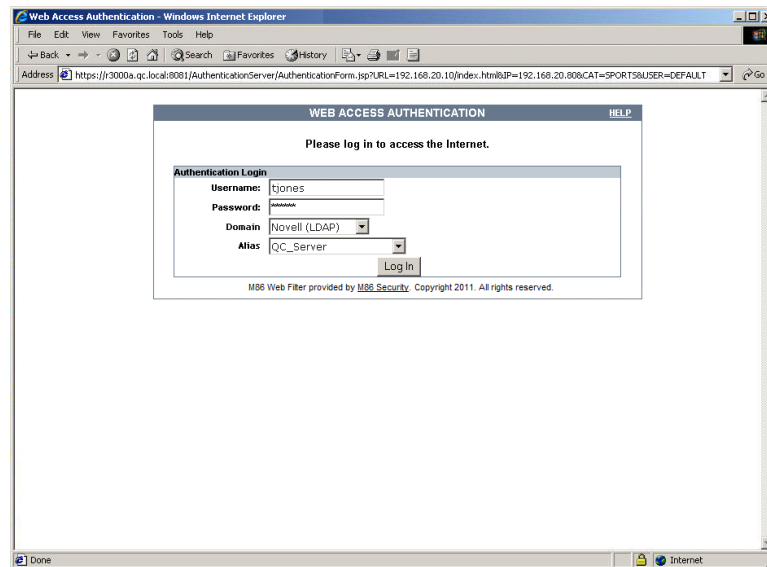 Web Access Authentication - Windows Internet Explorer
File Edit View Favorites Tools Help
Back Search Favorites History
Address https://r3000a.qc.local:8081/AuthenticationServer/AuthenticationForm.jsp?URL=192.168.20.10/index.html&IP=192.168.20.80&CAT=SPORTS&USER=DEFAULT Go
WEB ACCESS AUTHENTICATION HELP
Please log in to access the Internet.
Authentication Login
Username: tjones
Password: ******
Domain Novell (LDAP)
Alias QC_Server
Log In
M86 Web Filter provided by M86 Security. Copyright 2011. All rights reserved.
Done Internet